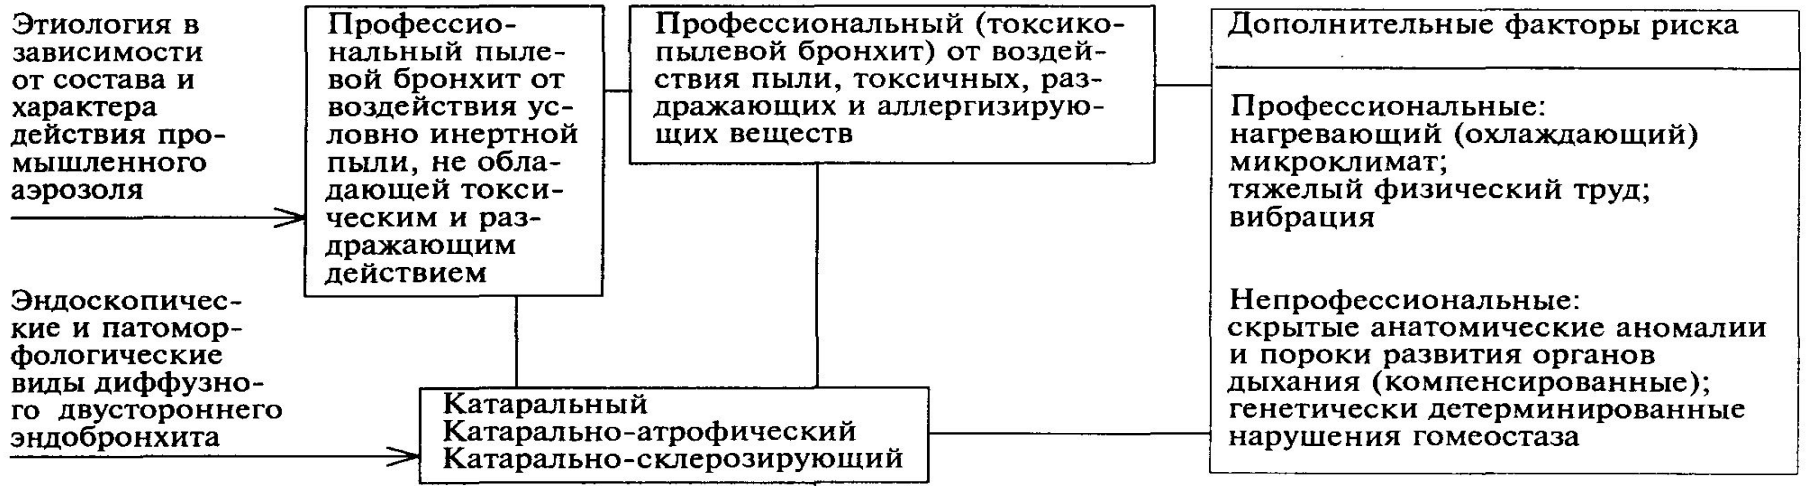 Этиология в
зависимости
от состава и
характера
действия про-
мышленного
аэрозоля
Профессио-
нальный пыле-
вой бронхит от
воздействия ус-
ловно инертной
пыли, не обла-
дающей токси-
ческим и раз-
дражающим
действием
Профессиональный (токсико-
пылевой бронхит) от воздей-
ствия пыли, токсичных, раз-
дражающих и аллергизирую-
щих веществ
Дополнительные факторы риска
Профессиональные:
нагревающий (охлаждающий)
микроклимат;
тяжелый физический труд;
вибрация
Непрофессиональные:
скрытые анатомические аномалии
и пороки развития органов
дыхания (компенсированные);
генетически детерминированные
нарушения гомеостаза
Эндоскопичес-
кие и патомор-
фологические
виды диффузно-
го двустороннего
эндобронхита
Катаральный
Катарально-атрофический
Катарально-склерозирующий